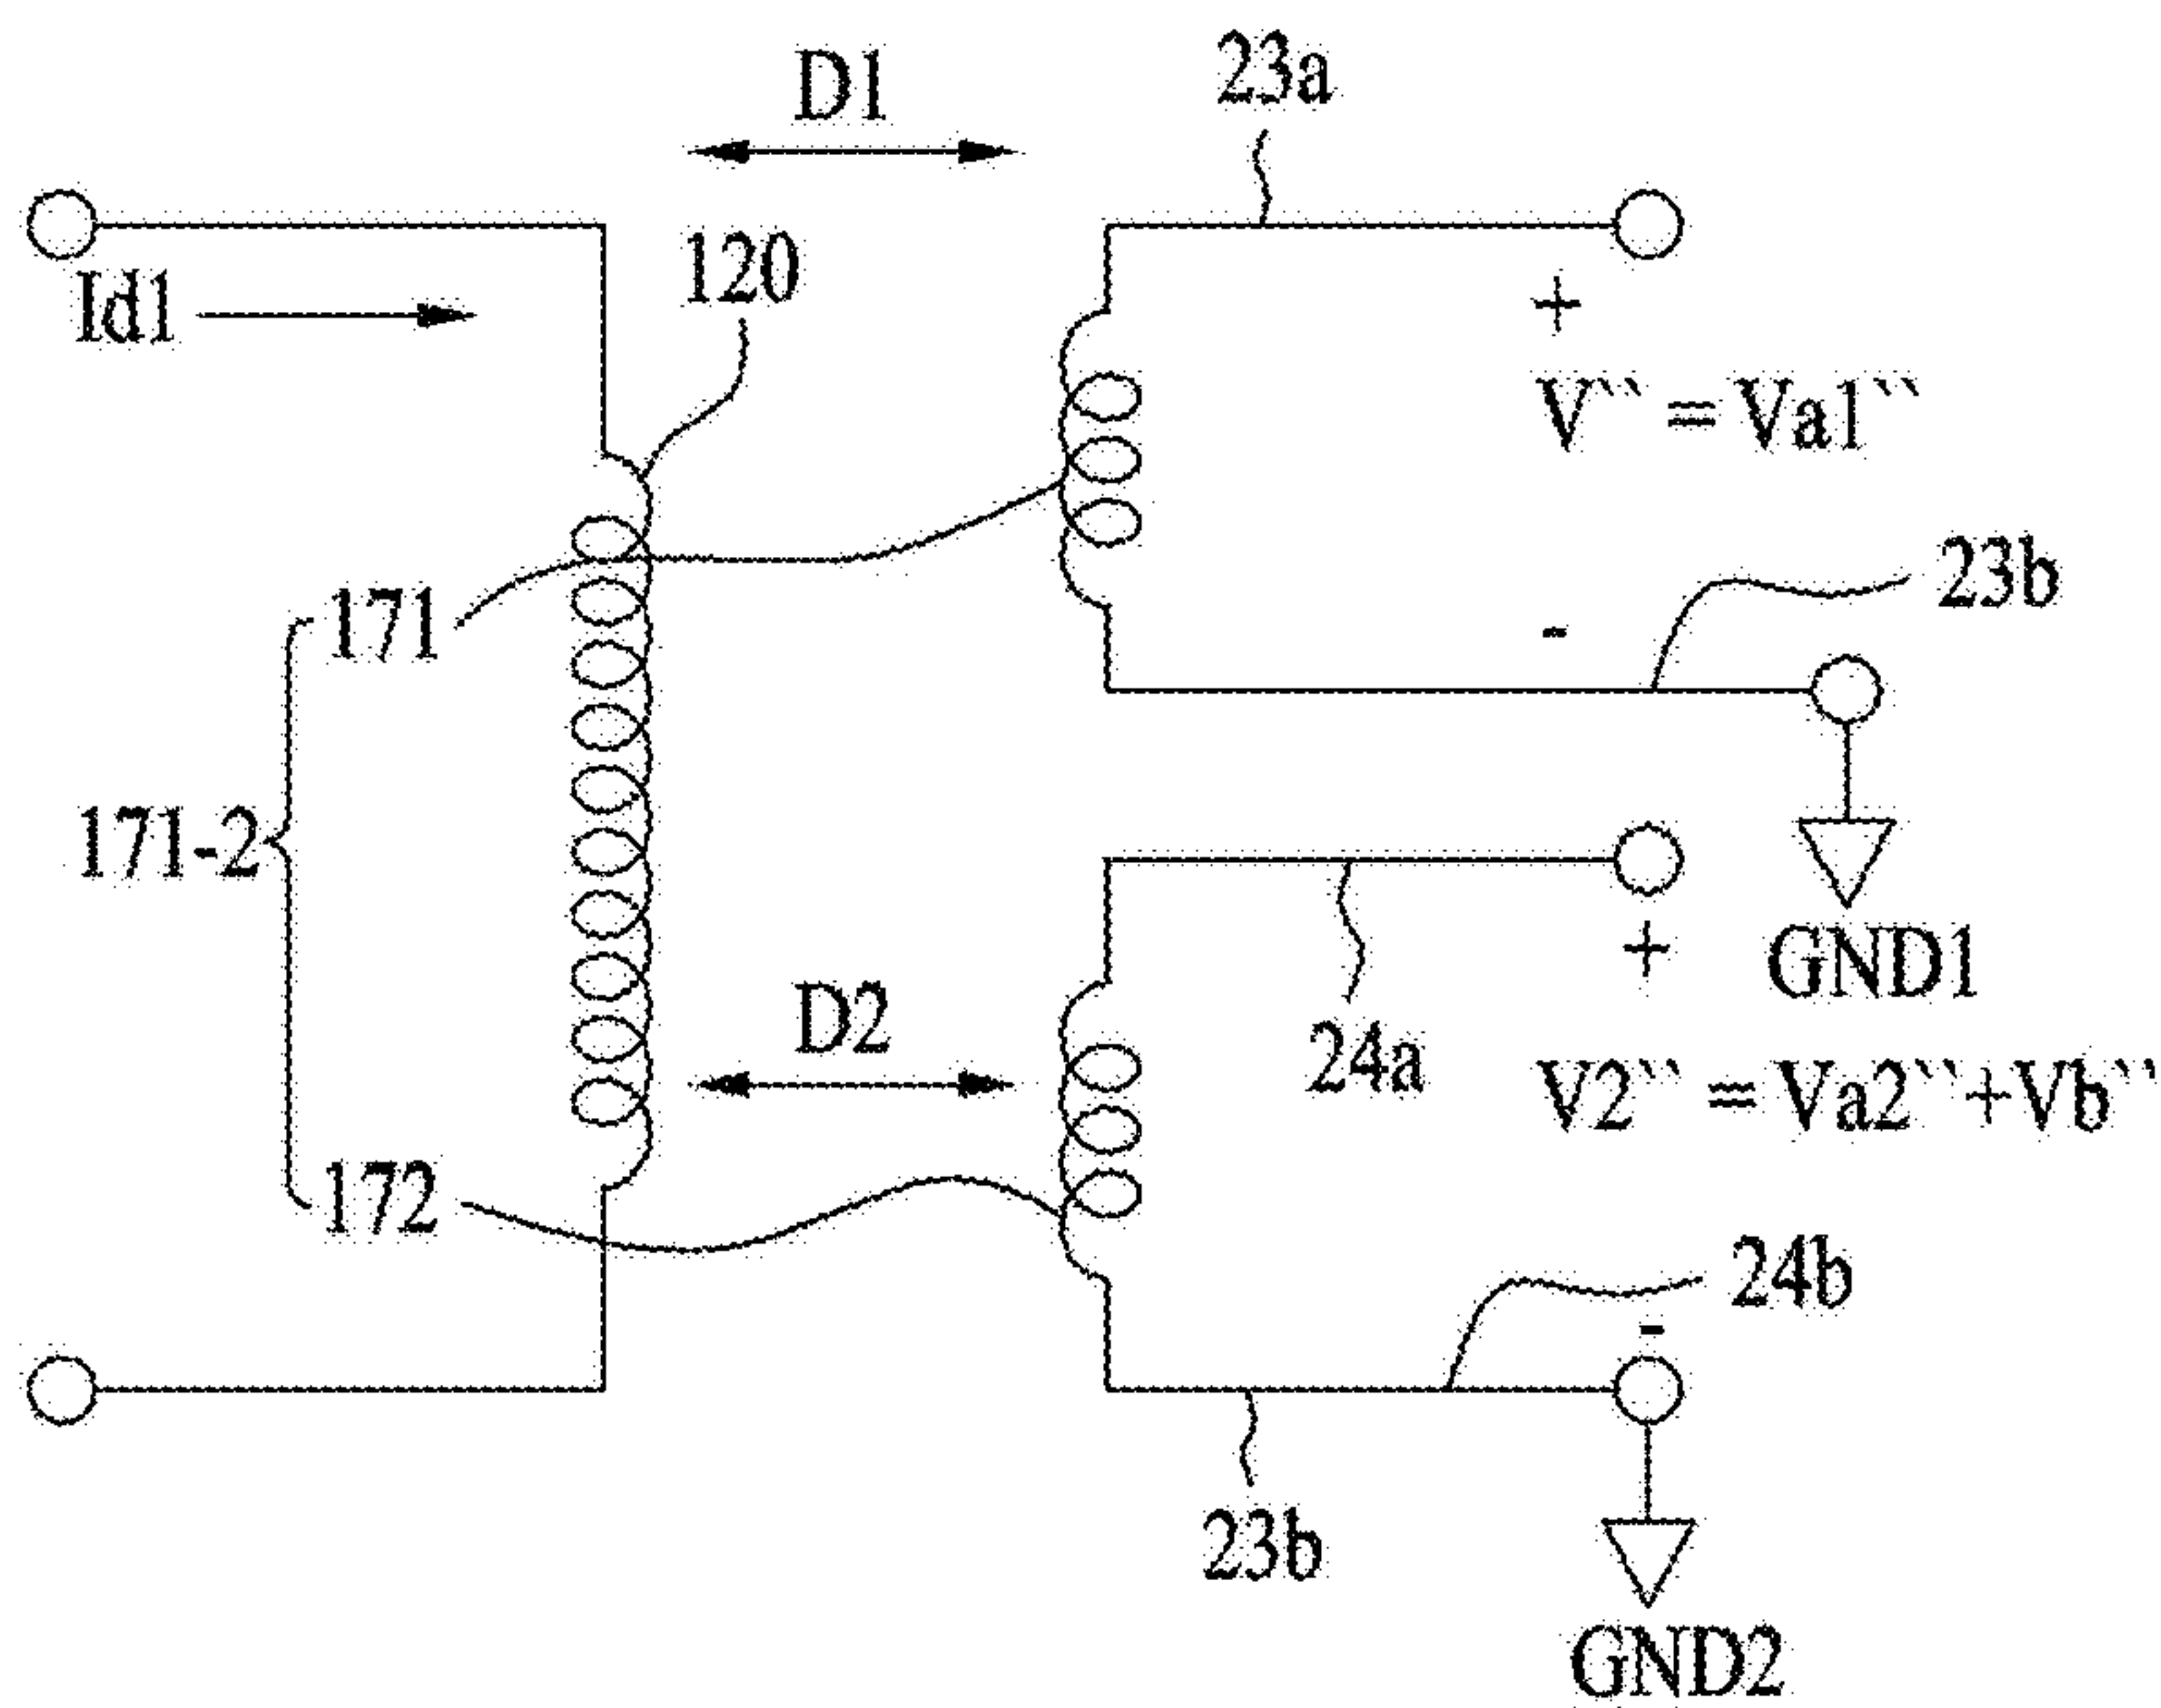 D1
23a
Id1
120
+
V`` = Va1``
171
-
23b
171-2
GND1
+
24a
D2
V2`` = Va2``+Vb``
172
24b
-
23b
GND2